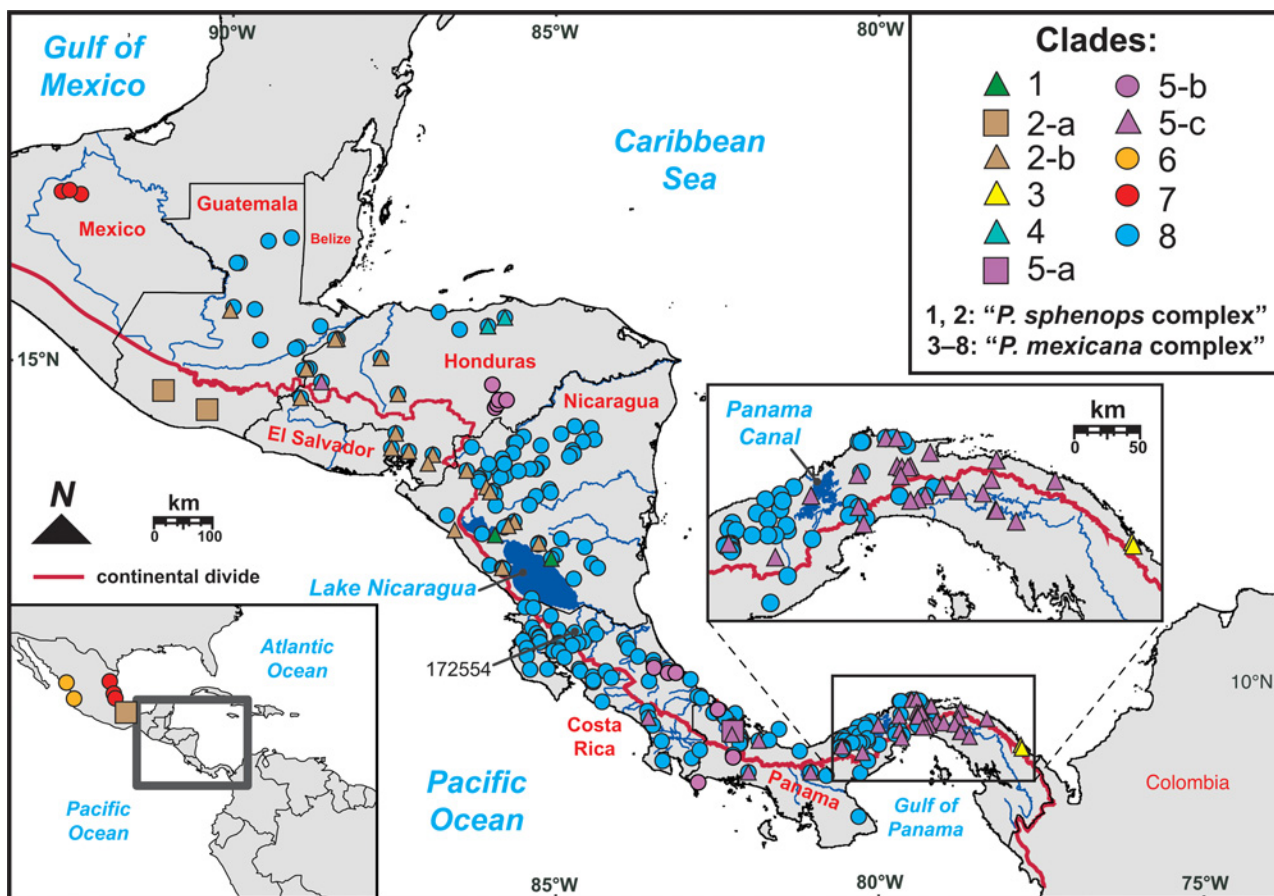 90°W
85°W
80°W
Gulf of
Mexico
Caribbean
Sea
Clades:
1
2-a
2-b
3
4
5-a
5-b
5-c
6
7
8
1, 2: “P. sphenops complex”
3–8: “P. mexicana complex”
Guatemala
Belize
Mexico
15°N
Honduras
Nicaragua
El Salvador
N
km
0 100
continental divide
Lake Nicaragua
172554
Panama
Canal
km
0 50
Atlantic
Ocean
Pacific
Ocean
10°N
Costa
Rica
Panama
Pacific
Ocean
Gulf of
Panama
Colombia
85°W
80°W
75°W